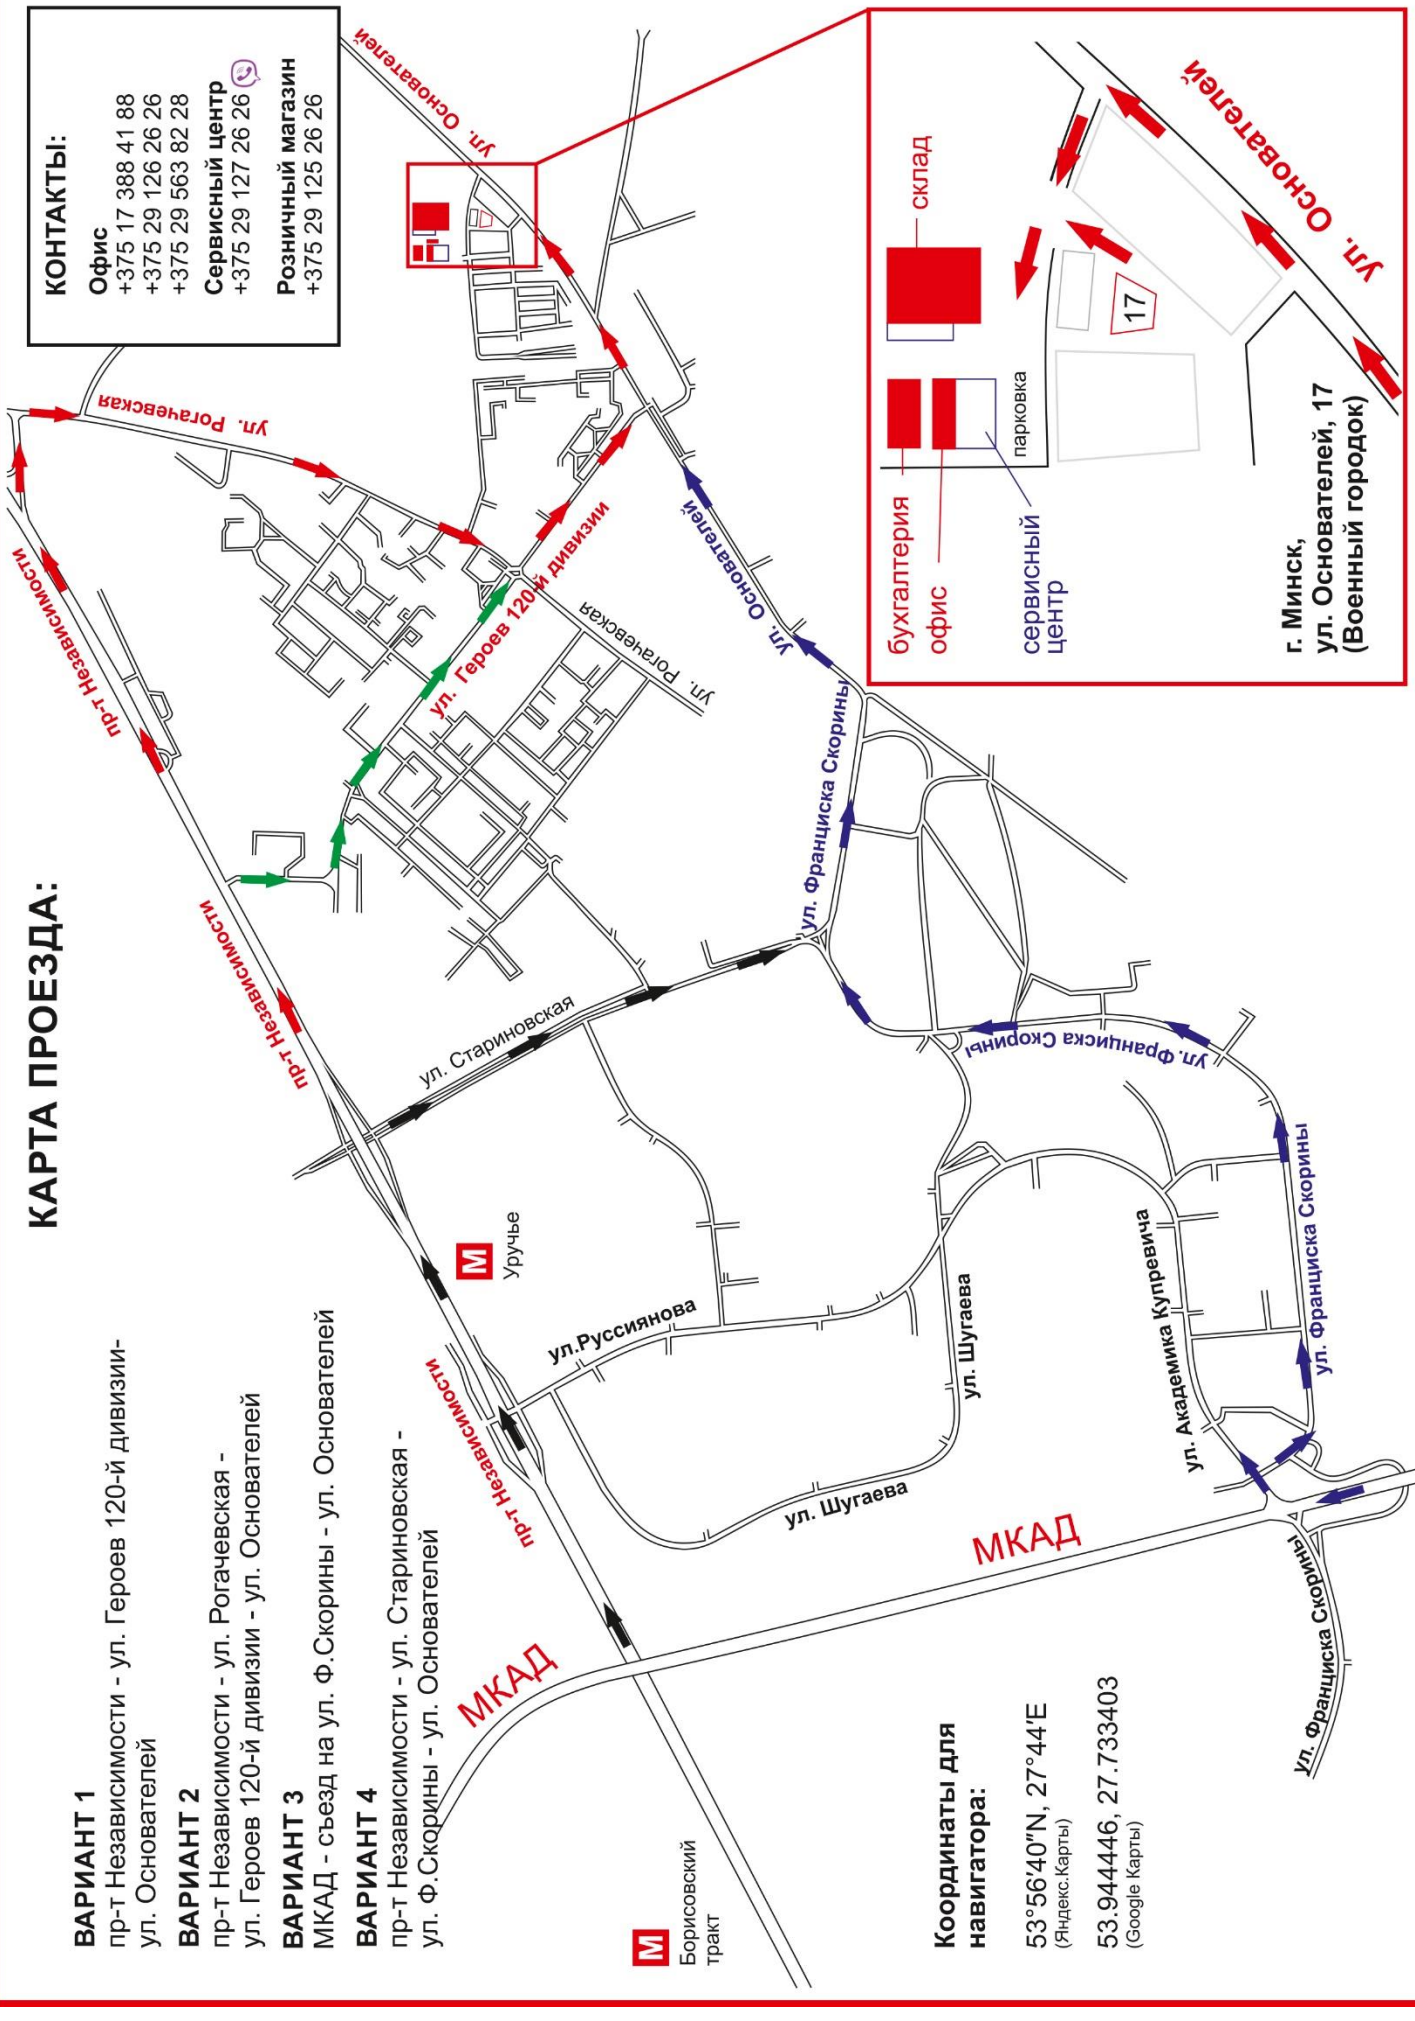 КАРТА ПРОЕЗДА:
ВАРИАНТ 1
пр-т Независимости - ул. Героев 120-й дивизии-
ул. Основателей
ВАРИАНТ 2
пр-т Независимости - ул. Рогачевская -
ул. Героев 120-й дивизии - ул. Основателей
ВАРИАНТ 3
МКАД - съезд на ул. Ф.Скорины - ул. Основателей
ВАРИАНТ 4
пр-т Независимости - ул. Стариновская -
ул. Ф.Скорины - ул. Основателей
КОНТАКТЫ:
Офис
+375 17 388 41 88
+375 29 126 26 26
+375 29 563 82 28
Сервисный центр
+375 29 127 26 26
Розничный магазин
+375 29 125 26 26
пр-т Независимости
пр-т Независимости
пр-т Независимости
ул. Рогачевская
ул. Основателей
ул. Героев 120-й дивизии
ул. Рогачевская
ул. Основателей
ул. Стариновская
ул. Франциска Скорины
ул. Франциска Скорины
ул. Франциска Скорины
ул. Франциска Скорины
М
Уручье
ул.Руссиянова
ул. Шугаева
ул. Шугаева
ул. Академика Купревича
МКАД
МКАД
М
Борисовский
тракт
Координаты для
навигатора:
53°56'40"N, 27°44'E
(Яндекс.Карты)
53.944446, 27.733403
(Google Карты)
склад
бухгалтерия
офис
сервисный
центр
парковка
17
ул. Основателей
г. Минск,
ул. Основателей, 17
(Военный городок)